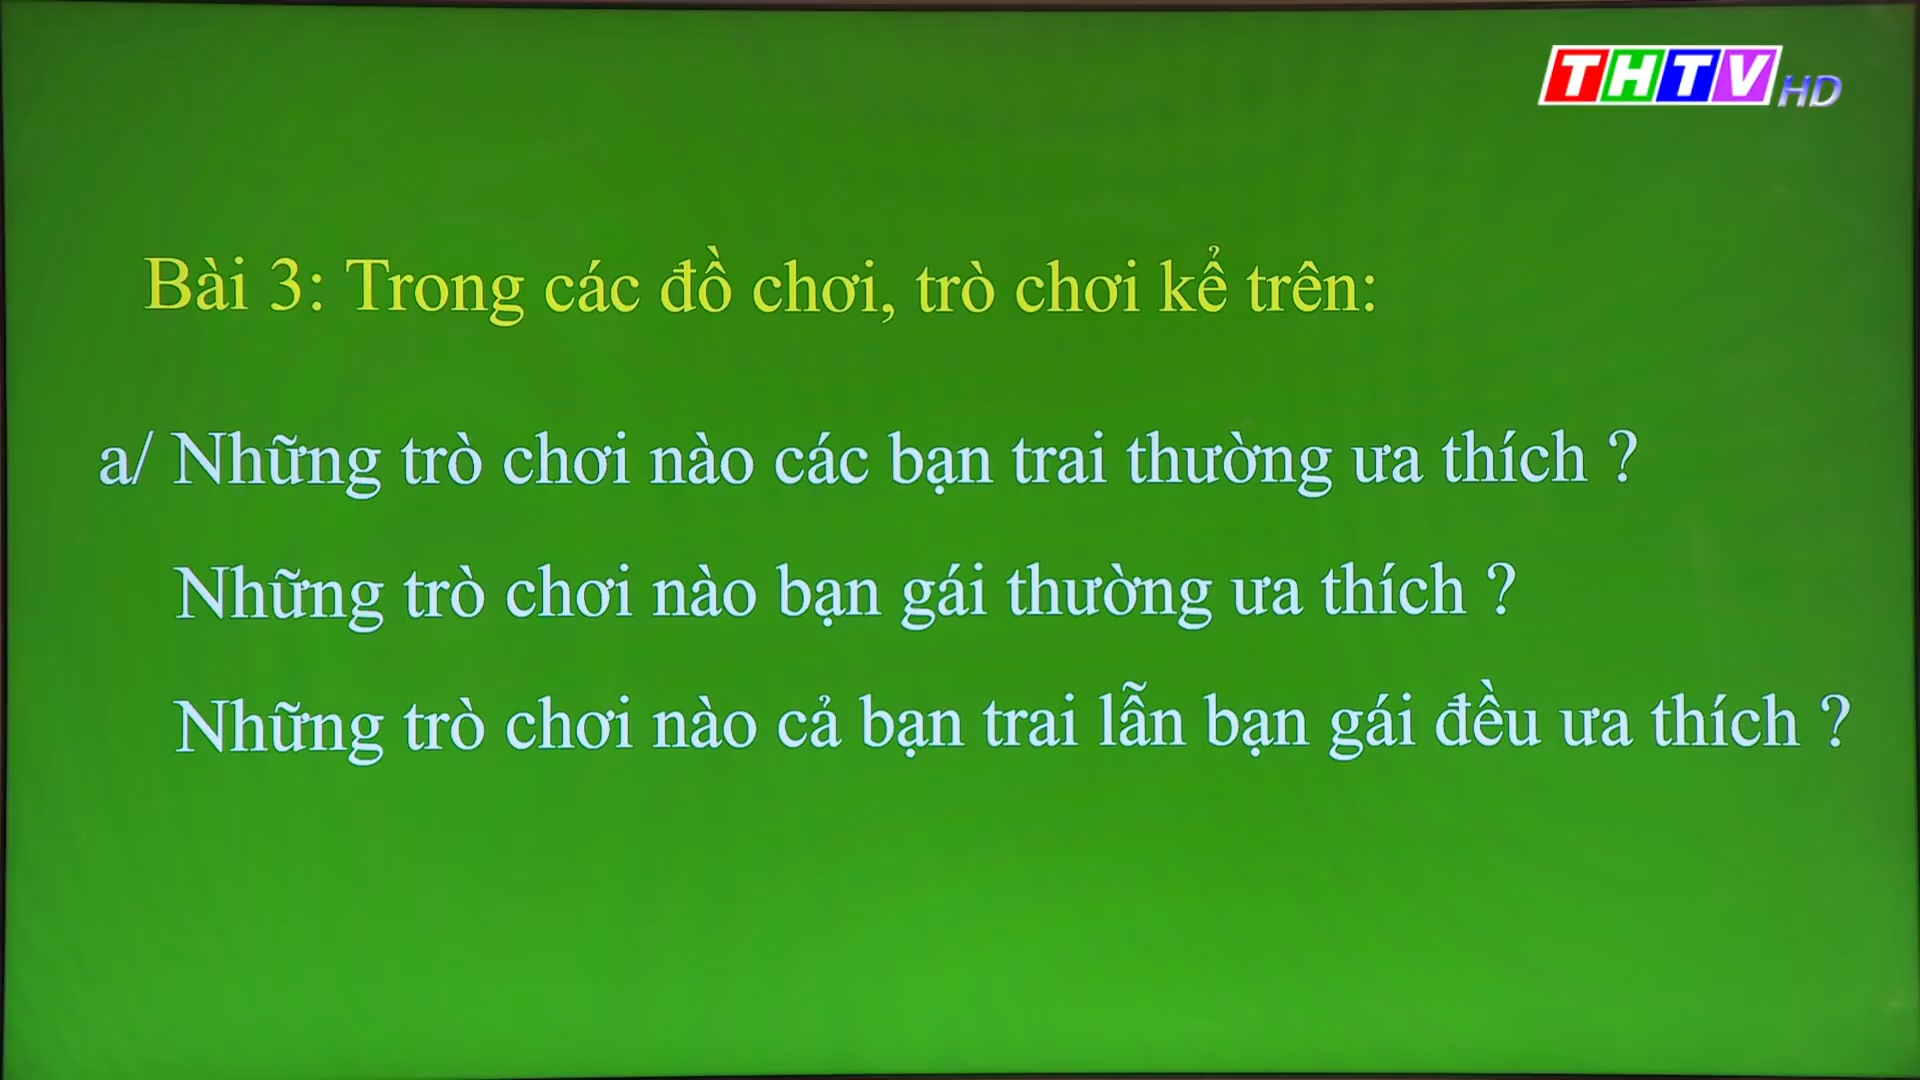 THTV HD
Bài 3: Trong các đồ chơi, trò chơi kể trên:
a/ Những trò chơi nào các bạn trai thường ưa thích ?
Những trò chơi nào bạn gái thường ưa thích ?
Những trò chơi nào cả bạn trai lẫn bạn gái đều ưa thích ?